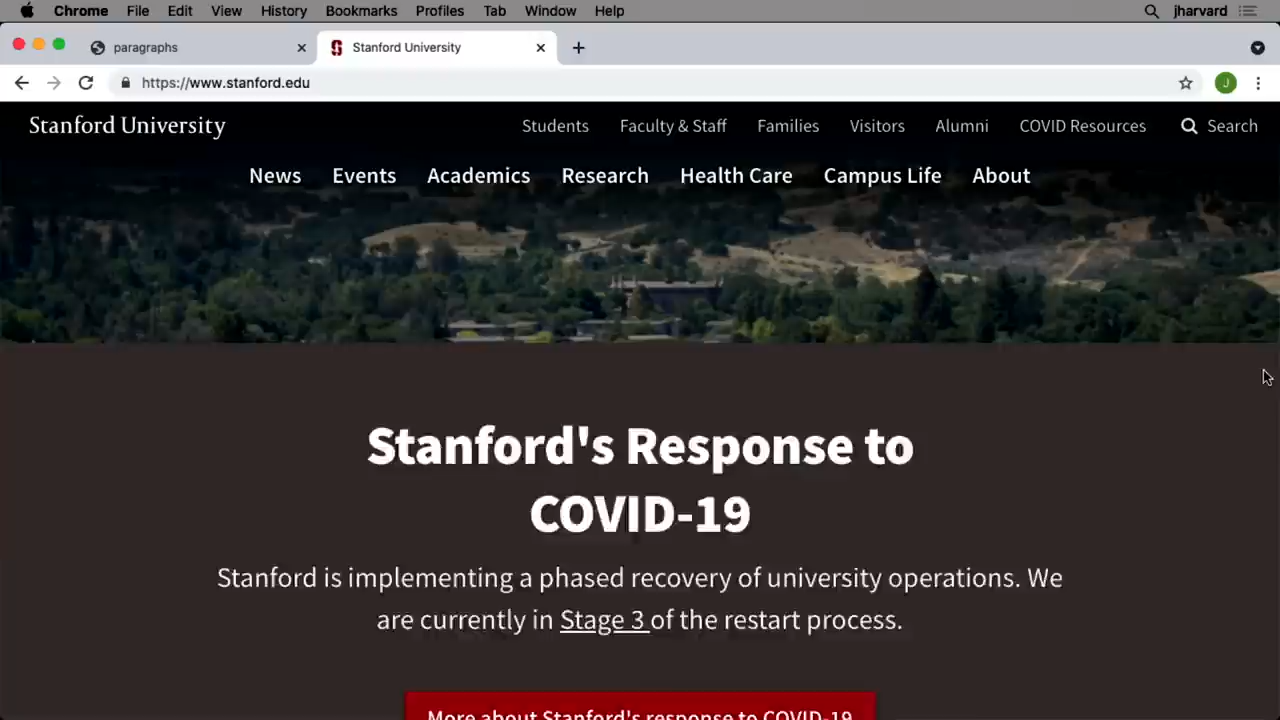 Chrome File Edit View History Bookmarks Profiles Tab Window Help jharvard
paragraphs Stanford University
https://www.stanford.edu J
Stanford University Students Faculty & Staff Families Visitors Alumni COVID Resources Search
News Events Academics Research Health Care Campus Life About
Stanford's Response to
COVID-19
Stanford is implementing a phased recovery of university operations. We
are currently in Stage 3 of the restart process.
More about Stanford's response to COVID-19